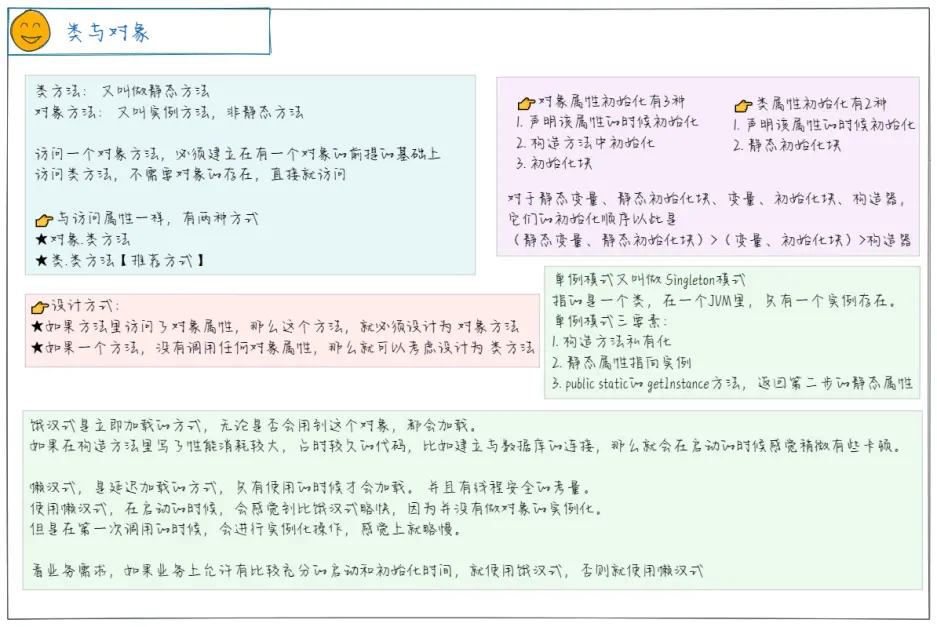 类与对象
类方法： 又叫做静态方法
对象方法： 又叫实例方法，非静态方法
访问一个对象方法，必须建立在有一个对象的前提的基础上
访问类方法，不需要对象的存在，直接就访问
👉与访问属性一样，有两种方式
★对象.类方法
★类.类方法【推荐方式】
👉对象属性初始化有3种
1. 声明该属性的时候初始化
2. 构造方法中初始化
3. 初始化块
👉类属性初始化有2种
1. 声明该属性的时候初始化
2. 静态初始化块
对于静态变量、静态初始化块、变量、初始化块、构造器，
它们的初始化顺序以此是
（静态变量、静态初始化块）>（变量、初始化块）>构造器
👉设计方式：
★如果方法里访问了对象属性，那么这个方法，就必须设计为 对象方法
★如果一个方法，没有调用任何对象属性，那么就可以考虑设计为 类方法
单例模式又叫做 Singleton模式
指的是一个类，在一个JVM里，只有一个实例存在。
单例模式三要素：
1. 构造方法私有化
2. 静态属性指向实例
3. public static的 getInstance方法，返回第二步的静态属性
饿汉式是立即加载的方式，无论是否会用到这个对象，都会加载。
如果在构造方法里写了性能消耗较大，占时较久的代码，比如建立与数据库的连接，那么就会在启动的时候感觉稍微有些卡顿。
懒汉式，是延迟加载的方式，只有使用的时候才会加载。 并且有线程安全的考量。
使用懒汉式，在启动的时候，会感觉到比饿汉式略快，因为并没有做对象的实例化。
但是在第一次调用的时候，会进行实例化操作，感觉上就略慢。
看业务需求，如果业务上允许有比较充分的启动和初始化时间，就使用饿汉式，否则就使用懒汉式